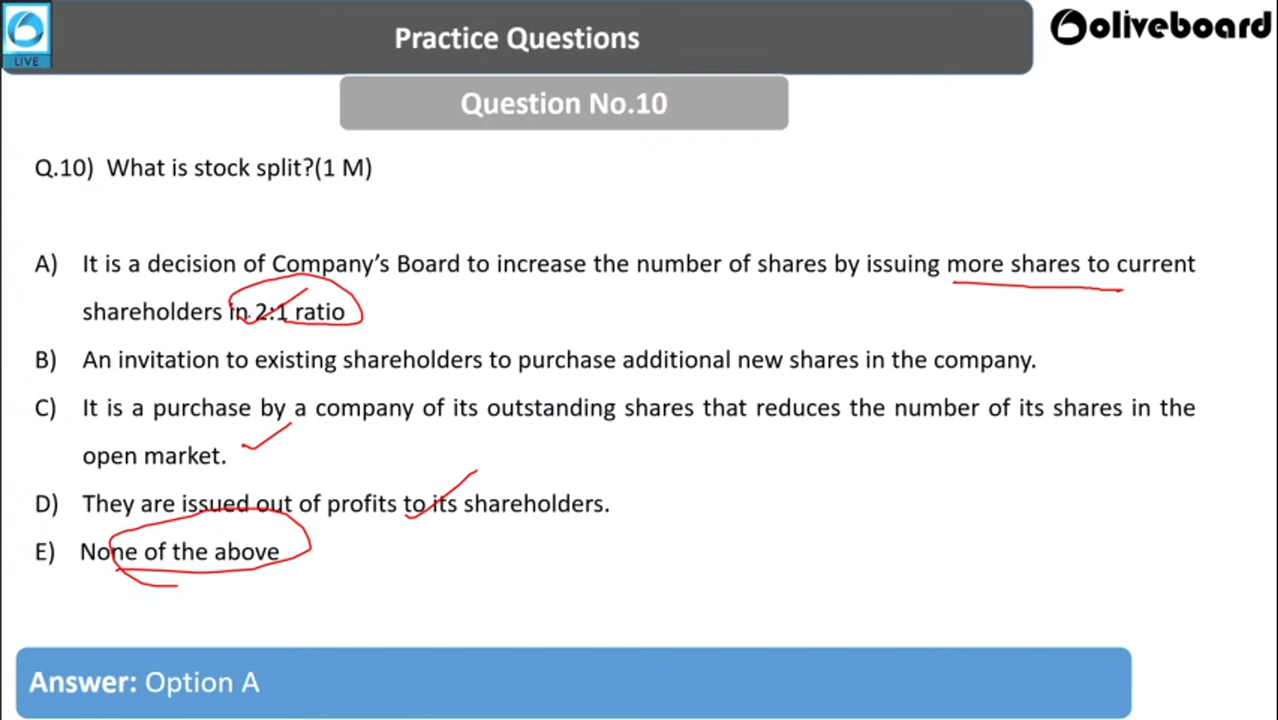 LIVE
Practice Questions
oliveboard
Question No.10
Q.10) What is stock split?(1 M)
A) It is a decision of Company's Board to increase the number of shares by issuing more shares to current
shareholders in 2:1 ratio
B) An invitation to existing shareholders to purchase additional new shares in the company.
C) It is a purchase by a company of its outstanding shares that reduces the number of its shares in the
open market.
D) They are issued out of profits to its shareholders.
E) None of the above
Answer: Option A